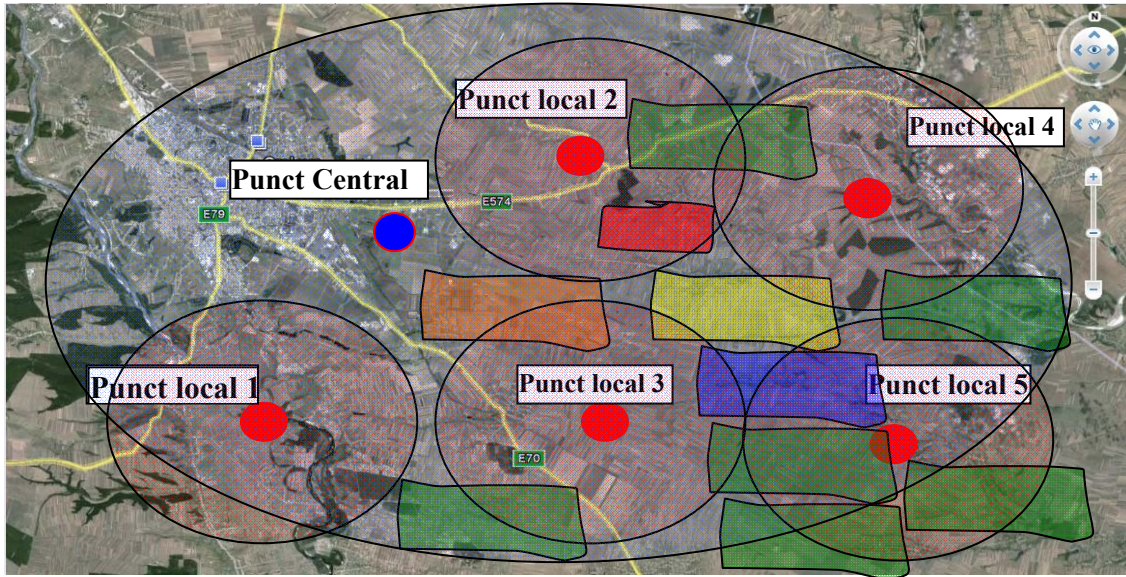 N
Punct local 2
Punct local 4
Punct Central
E574
E79
Punct local 1
Punct local 3
Punct local 5
E70